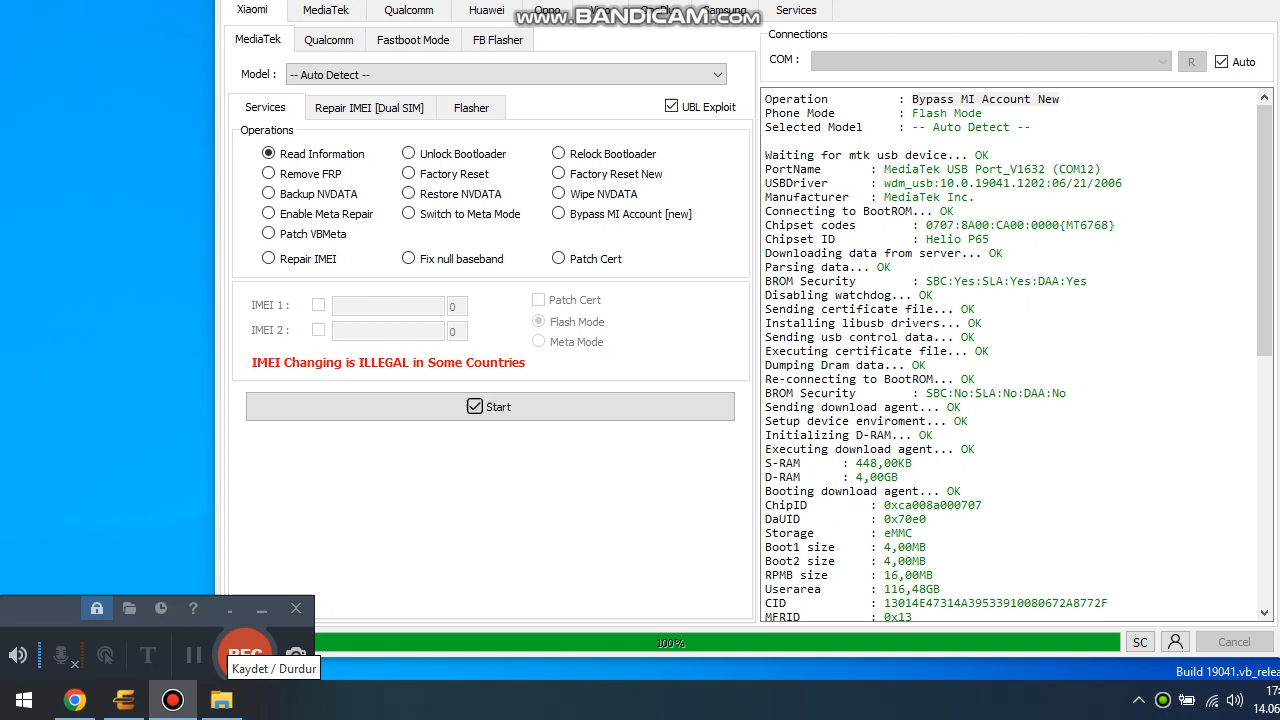 Xiaomi MediaTek Qualcomm Huawei Oppo Samsung Services
www.BANDICAM.com
MediaTek Qualcomm Fastboot Mode FB Flasher
Model : -- Auto Detect --
Services Repair IMEI [Dual SIM] Flasher UBL Exploit
Operations
Read Information Unlock Bootloader Relock Bootloader
Remove FRP Factory Reset Factory Reset New
Backup NVDATA Restore NVDATA Wipe NVDATA
Enable Meta Repair Switch to Meta Mode Bypass MI Account [new]
Patch VBMeta
Repair IMEI Fix null baseband Patch Cert
IMEI 1 : 0 Patch Cert
Flash Mode
IMEI 2 : 0
Meta Mode
IMEI Changing is ILLEGAL in Some Countries
Start
Connections
COM : R Auto
Operation : Bypass MI Account New
Phone Mode : Flash Mode
Selected Model : -- Auto Detect --
Waiting for mtk usb device... OK
PortName : MediaTek USB Port_V1632 (COM12)
USBDriver : wdm_usb:10.0.19041.1202:06/21/2006
Manufacturer : MediaTek Inc.
Connecting to BootROM... OK
Chipset codes : 0707:8A00:CA00:0000{MT6768}
Chipset ID : Helio P65
Downloading data from server... OK
Parsing data... OK
BROM Security : SBC:Yes:SLA:Yes:DAA:Yes
Disabling watchdog... OK
Sending certificate file... OK
Installing libusb drivers... OK
Sending usb control data... OK
Executing certificate file... OK
Dumping Dram data... OK
Re-connecting to BootROM... OK
BROM Security : SBC:No:SLA:No:DAA:No
Sending download agent... OK
Setup device enviroment... OK
Initializing D-RAM... OK
Executing download agent... OK
S-RAM : 448,00KB
D-RAM : 4,00GB
Booting download agent... OK
ChipID : 0xca008a000707
DaUID : 0x70e0
Storage : eMMC
Boot1 size : 4,00MB
Boot2 size : 4,00MB
RPMB size : 16,00MB
Userarea : 116,48GB
CID : 13014E47314A39533910080672A8772F
MFRID : 0x13
100% SC Cancel
REC
Kaydet / Durdur
Build 19041.vb_relea
17:
14.06